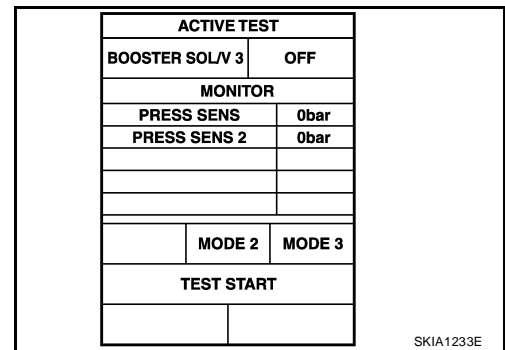 ACTIVE TEST
BOOSTER SOL/V 3 OFF
MONITOR
PRESS SENS 0bar
PRESS SENS 2 0bar
MODE 2 MODE 3
TEST START
SKIA1233E